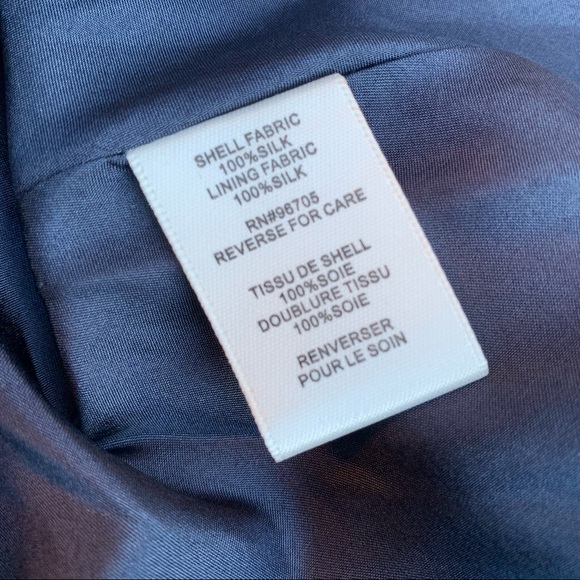 SHELL FABRIC
100%SILK
LINING FABRIC
100%SILK
RN#96705
REVERSE FOR CARE
TISSU DE SHELL
100%SOIE
DOUBLURE TISSU
100%SOIE
RENVERSER
POUR LE SOIN